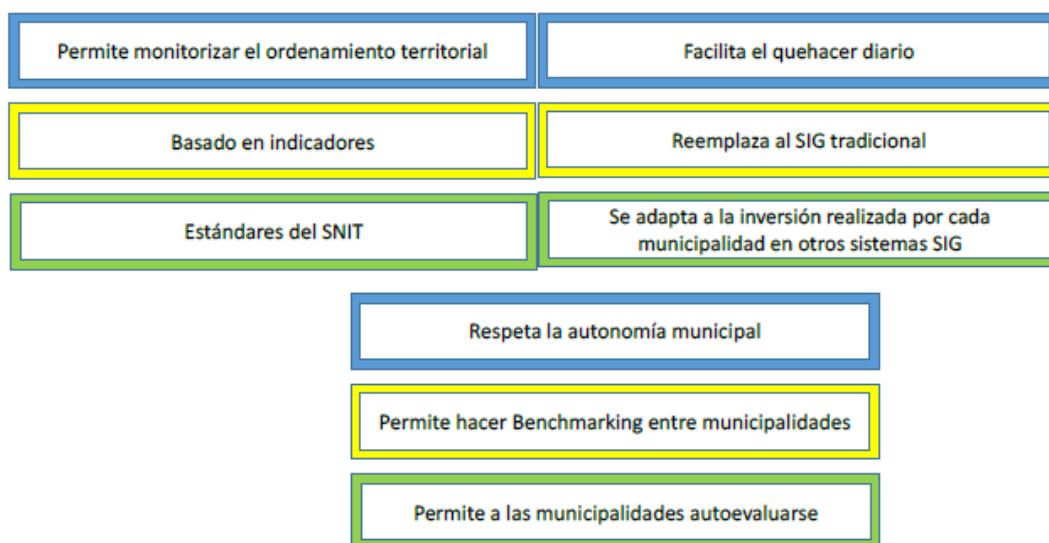 Permite monitorizar el ordenamiento territorial
Facilita el quehacer diario
Basado en indicadores
Reemplaza al SIG tradicional
Estándares del SNIT
Se adapta a la inversión realizada por cada
municipalidad en otros sistemas SIG
Respeta la autonomía municipal
Permite hacer Benchmarking entre municipalidades
Permite a las municipalidades autoevaluarse